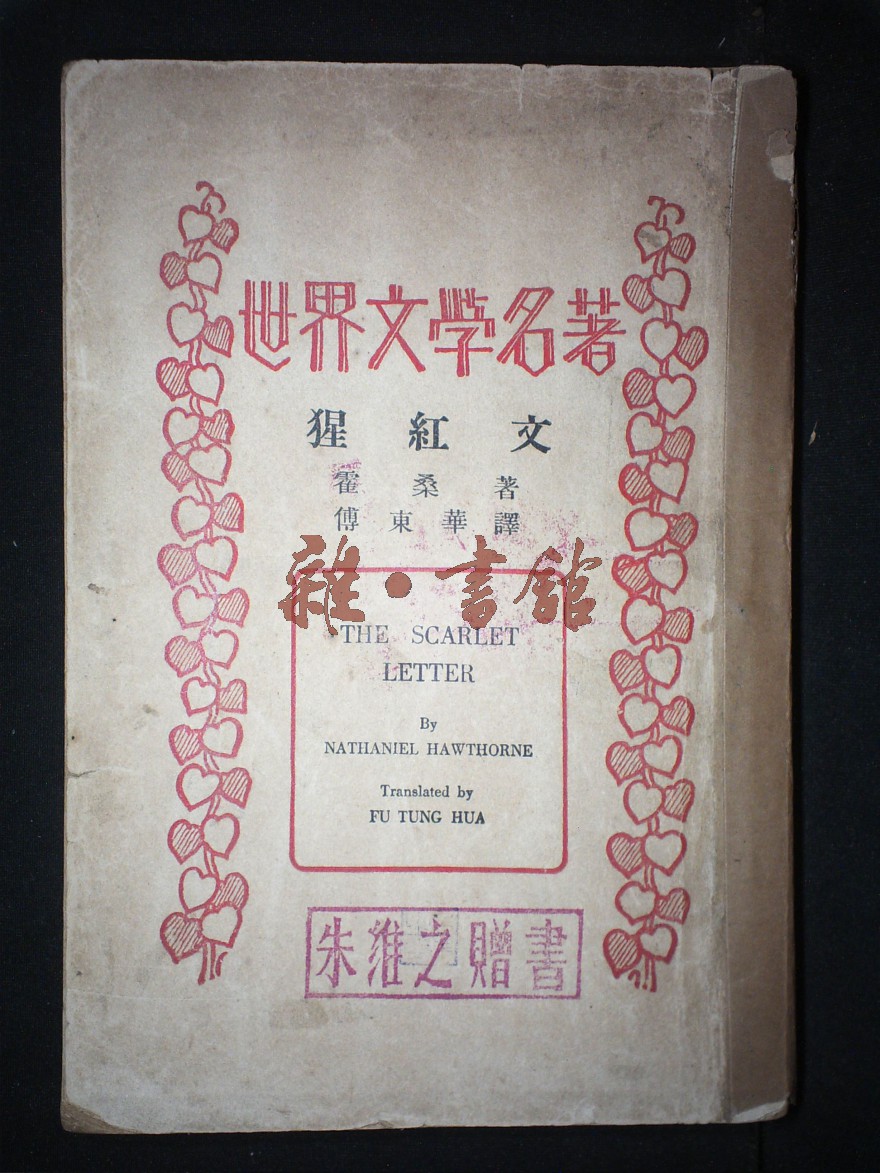 世界文學名著
猩紅文
霍桑著
傅東華譯
雜·書館
THE SCARLET
LETTER
By
NATHANIEL HAWTHORNE
Translated by
FU TUNG HUA
朱維之贈書